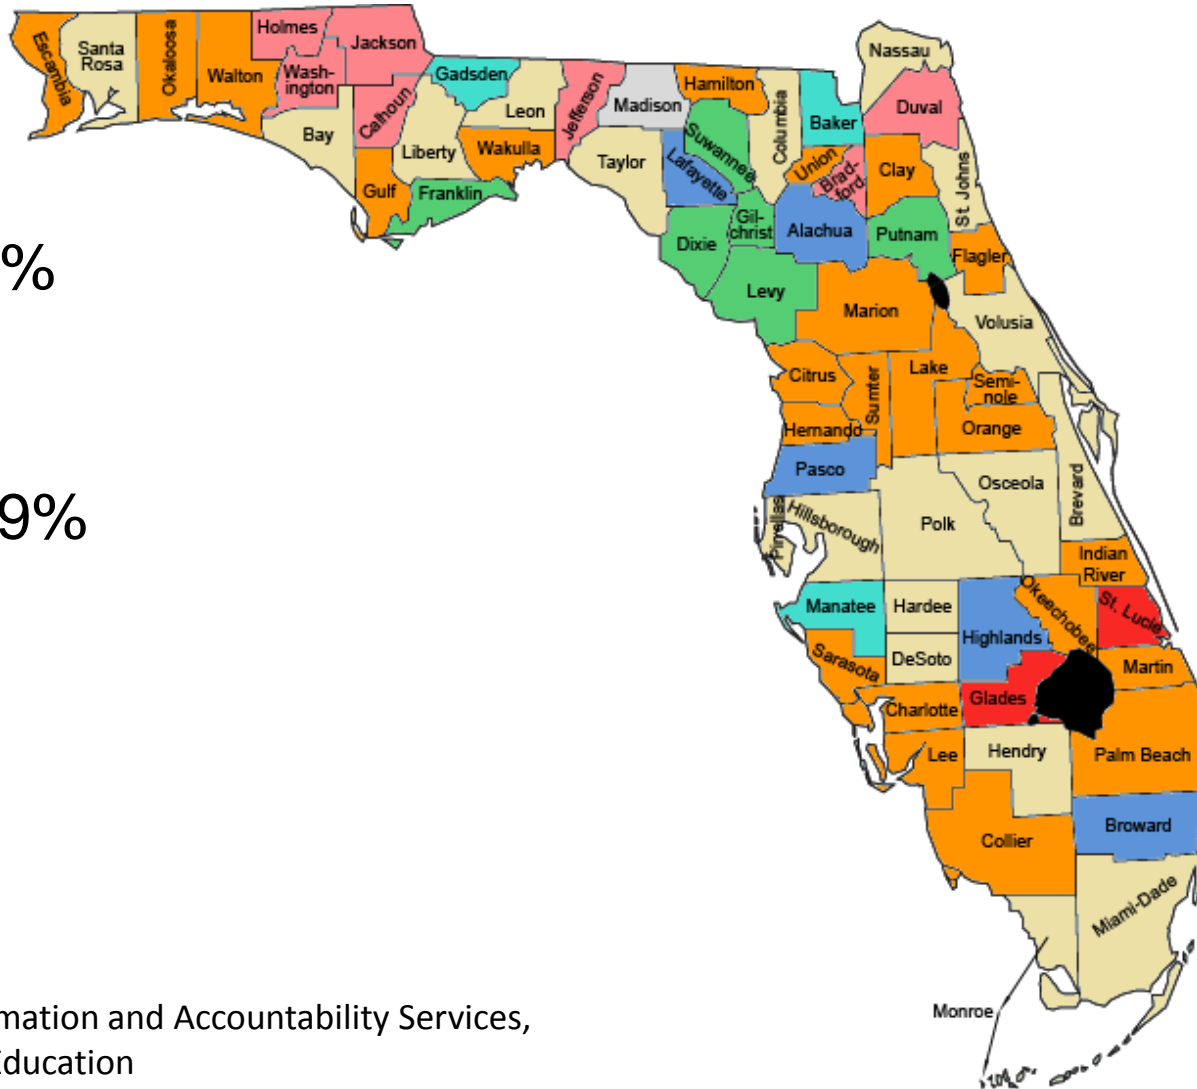 Escambia
Santa
Rosa
Okaloosa
Walton
Holmes
Wash-
ington
Jackson
Bay
Calhoun
Gulf
Gadsden
Liberty
Franklin
Leon
Wakulla
Jefferson
Madison
Taylor
Hamilton
Suwannee
Lafayette
Dixie
Gil-
christ
Levy
Columbia
Baker
Union
Brad-
ford
Alachua
Nassau
Duval
Clay
St. Johns
Putnam
Flagler
%
Marion
Volusia
Citrus
Sumter
Lake
Semi-
nole
Hernando
Orange
Pasco
Pinellas
Hillsborough
Polk
Osceola
Brevard
9%
Indian
River
Manatee
Hardee
Highlands
Okeechobee
St. Lucie
Sarasota
DeSoto
Martin
Charlotte
Glades
Lee
Hendry
Palm Beach
Collier
Broward
Miami-Dade
Monroe
mation and Accountability Services,
Education